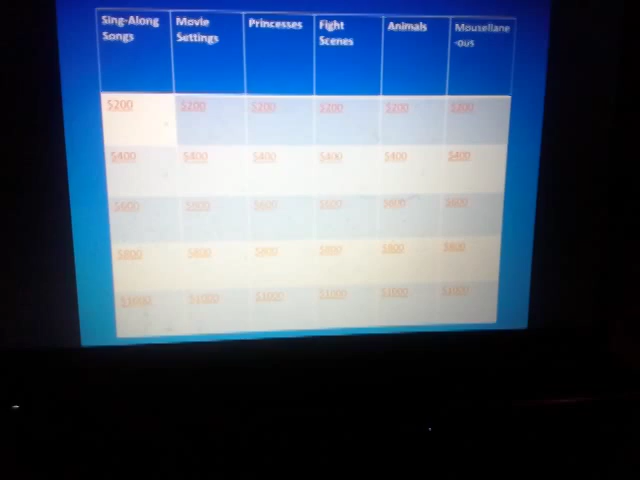 Sing-Along
Songs
Movie
Settings
Princesses
Fight
Scenes
Animals
Mousellane
-ous
$200 $200 $200 $200 $200 $200
$400 $400 $400 $400 $400 $400
$600 $600 $600 $600 $600 $600
$800 $800 $800 $800 $800 $800
$1000 $1000 $1000 $1000 $1000 $1000